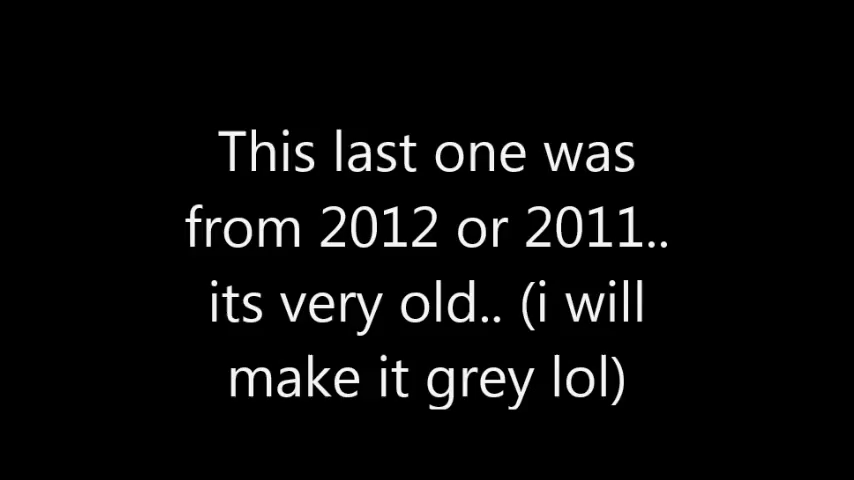 This last one was
from 2012 or 2011..
its very old.. (i will
make it grey lol)